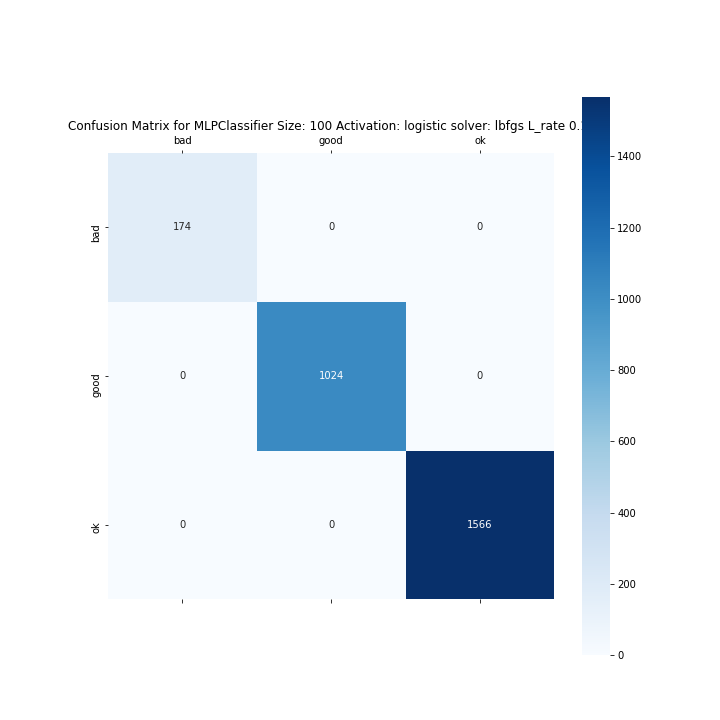 Confusion Matrix for MLPClassifier Size: 100 Activation: logistic solver: lbfgs L_rate
bad good ok
bad 174 0 0
good 0 1024 0
ok 0 0 1566
1400
1200
1000
800
600
400
200
0